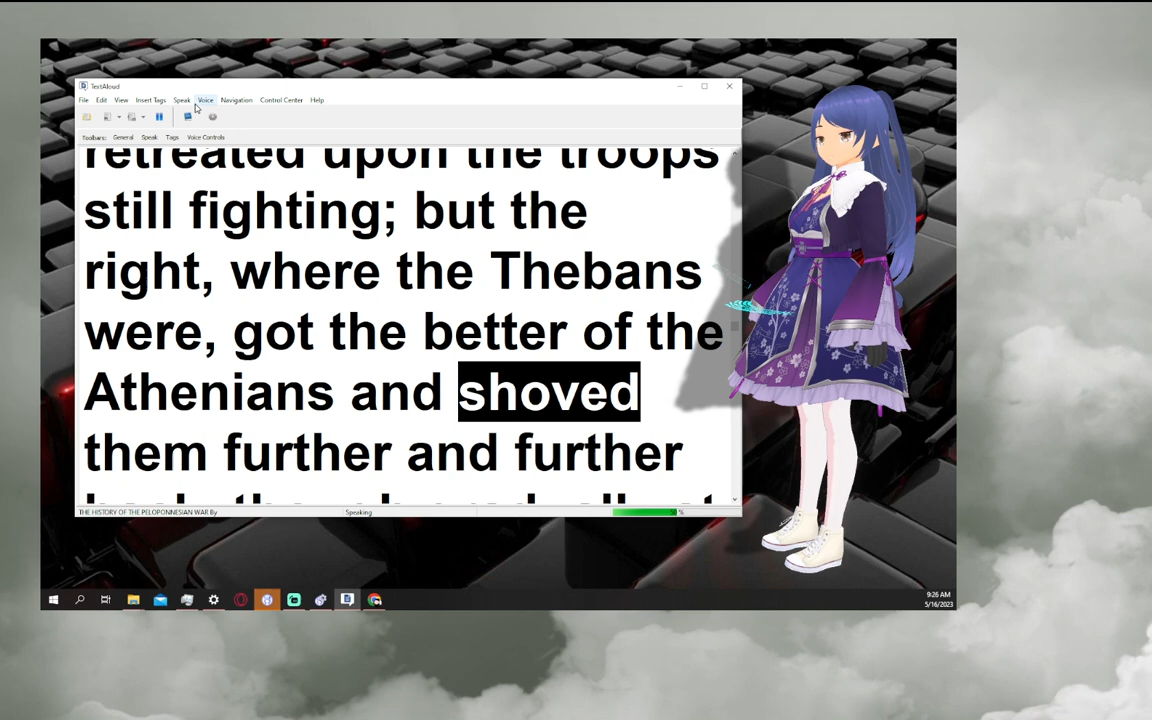 TextAloud
File Edit View Insert Tags Speak Voice Navigation Control Center Help
Toolbars: General Speak Tags Voice Controls
retreated upon the troops
still fighting; but the
right, where the Thebans
were, got the better of the
Athenians and shoved
them further and further
THE HISTORY OF THE PELOPONNESIAN WAR By Speaking %
9:26 AM
5/16/2023